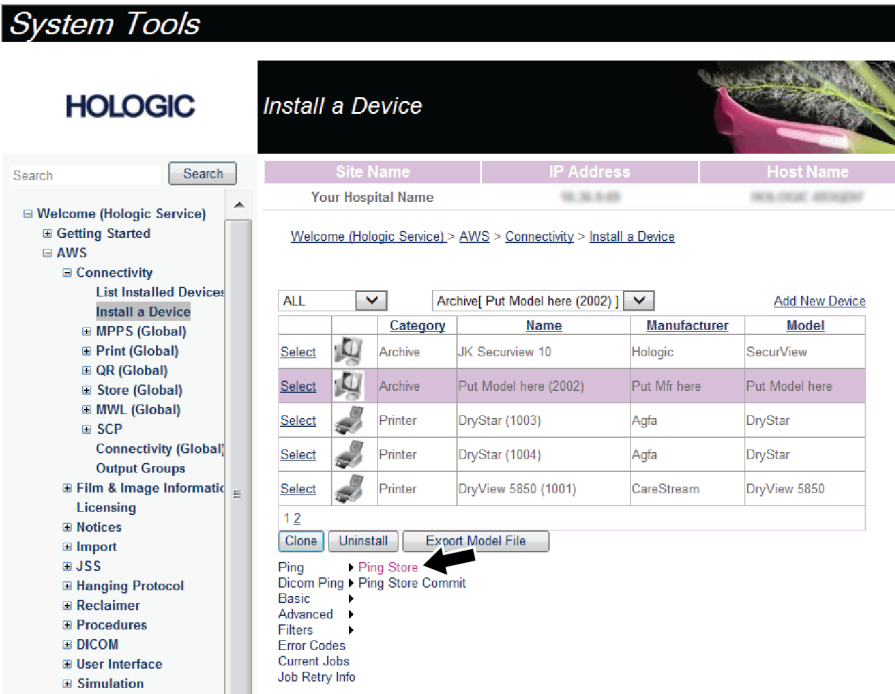 System Tools
HOLOGIC
Install a Device
Search
Search
Site Name IP Address Host Name
Your Hospital Name
Welcome (Hologic Service)
Getting Started
AWS
Connectivity
List Installed Devices
Install a Device
MPPS (Global)
Print (Global)
QR (Global)
Store (Global)
MWL (Global)
SCP
Connectivity (Global)
Output Groups
Film & Image Informatic
Licensing
Notices
Import
JSS
Hanging Protocol
Reclaimer
Procedures
DICOM
User Interface
Simulation
Welcome (Hologic Service) > AWS > Connectivity > Install a Device
ALL Archive[ Put Model here (2002) ] Add New Device
Category Name Manufacturer Model
Select Archive JK Securview 10 Hologic SecurView
Select Archive Put Model here (2002) Put Mfr here Put Model here
Select Printer DryStar (1003) Agfa DryStar
Select Printer DryStar (1004) Agfa DryStar
Select Printer DryView 5850 (1001) CareStream DryView 5850
1 2
Clone Uninstall Export Model File
Ping Ping Store
Dicom Ping Ping Store Commit
Basic
Advanced
Filters
Error Codes
Current Jobs
Job Retry Info